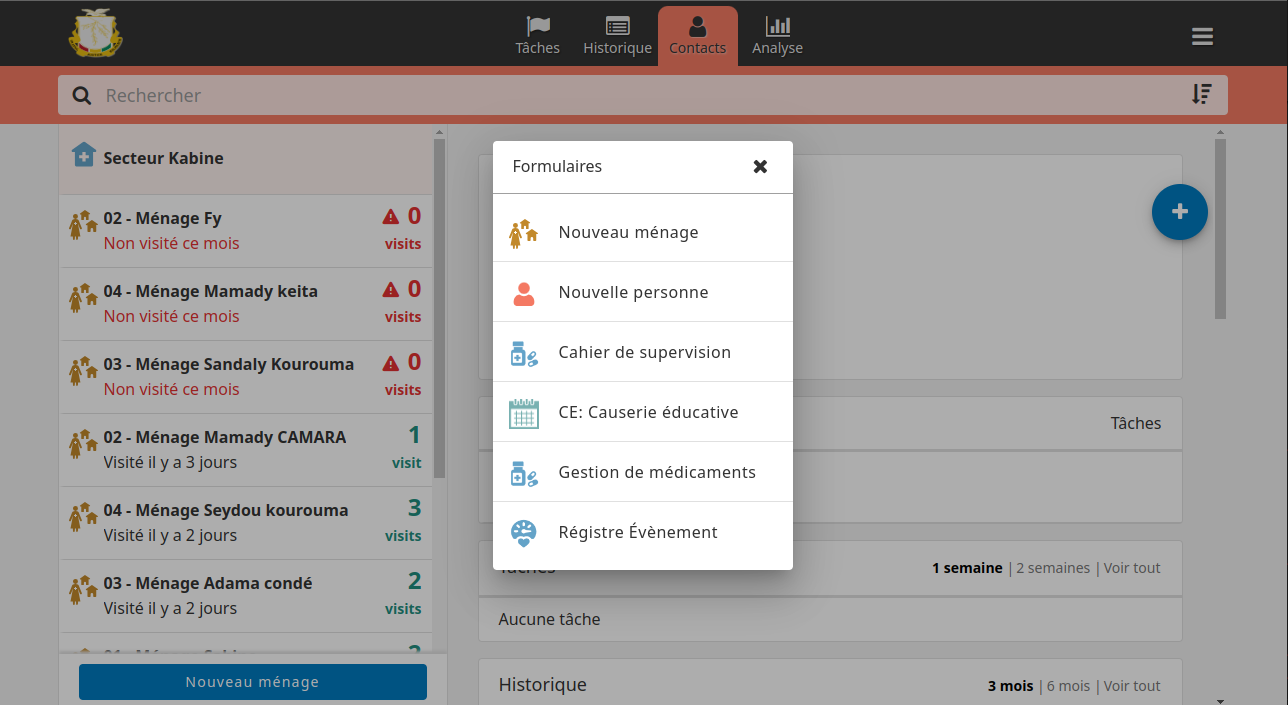 Tâches
Historique
Contacts
Analyse
Rechercher
Secteur Kabine
02 - Ménage Fy
0
Non visité ce mois
visits
04 - Ménage Mamady keita
0
Non visité ce mois
visits
03 - Ménage Sandaly Kourouma
0
Non visité ce mois
visits
02 - Ménage Mamady CAMARA
1
Visité il y a 3 jours
visit
04 - Ménage Seydou kourouma
3
Visité il y a 2 jours
visits
03 - Ménage Adama condé
2
Visité il y a 2 jours
visits
Nouveau ménage
Formulaires
Nouveau ménage
Nouvelle personne
Cahier de supervision
CE: Causerie éducative
Gestion de médicaments
Régistre Évènement
Tâches
Tâches
1 semaine | 2 semaines | Voir tout
Aucune tâche
Historique
3 mois | 6 mois | Voir tout